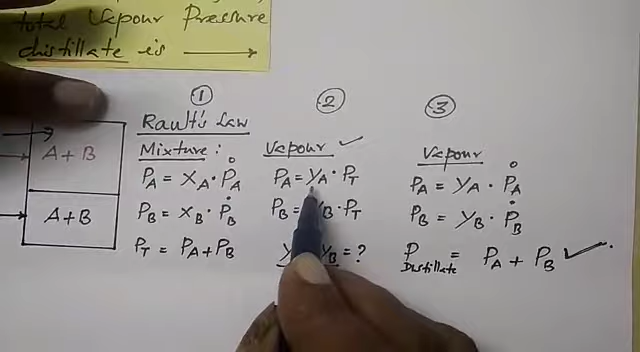 total Vapour Pressure
distillate is
① ② ③
Rault's Law
Mixture : Vapour Vapour
A + B
P_A = X_A · P°_A P_A = Y_A · P_T P_A = Y_A · P°_A
A+B
P_B = X_B · P°_B P_B = Y_B · P_T P_B = Y_B · P°_B
P_T = P_A + P_B Y Y_B = ? P_Distillate = P_A + P_B